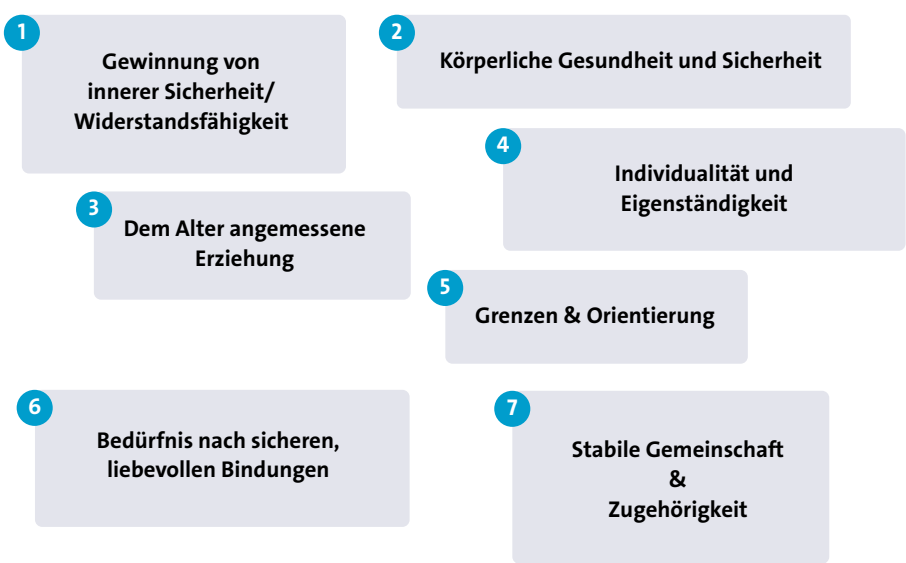 1
Gewinnung von
innerer Sicherheit/
Widerstandsfähigkeit
2
Körperliche Gesundheit und Sicherheit
3
Dem Alter angemessene
Erziehung
4
Individualität und
Eigenständigkeit
5
Grenzen & Orientierung
6
Bedürfnis nach sicheren,
liebevollen Bindungen
7
Stabile Gemeinschaft
&
Zugehörigkeit